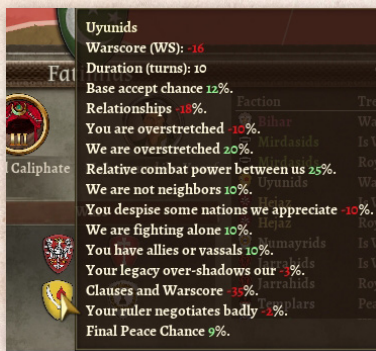 Uyunids
Warscore (WS): -16
Duration (turns): 10
Base accept chance 12%.
Relationships -18%.
You are overstretched -10%.
We are overstretched 20%.
Relative combat power between us 25%.
We are not neighbors 10%.
You despise some nations we appreciate -10%.
We are fighting alone 10%.
You have allies or vassals 10%.
Your legacy over-shadows our -3%.
Clauses and Warscore -35%.
Your ruler negotiates badly -2%.
Final Peace Chance 9%.
Fat
Caliphate
Faction
Bihar
Mirdasids
Mirdasids
Uyunids
Hejaz
Hejaz
Numayrids
Jarrahids
Jarrahids
Templars